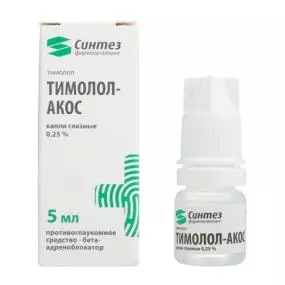 Синтез
фармацевтика
ТИМОЛОЛ
ТИМОЛОЛ-
АКОС
КАПЛИ ГЛАЗНЫЕ
0,25 %
5 мл
противоглаукомное
средство - бета-
адреноблокатор
Синтез
фармацевтика
ТИМОЛОЛ-АКОС
КАПЛИ ГЛАЗНЫЕ 0,25 %